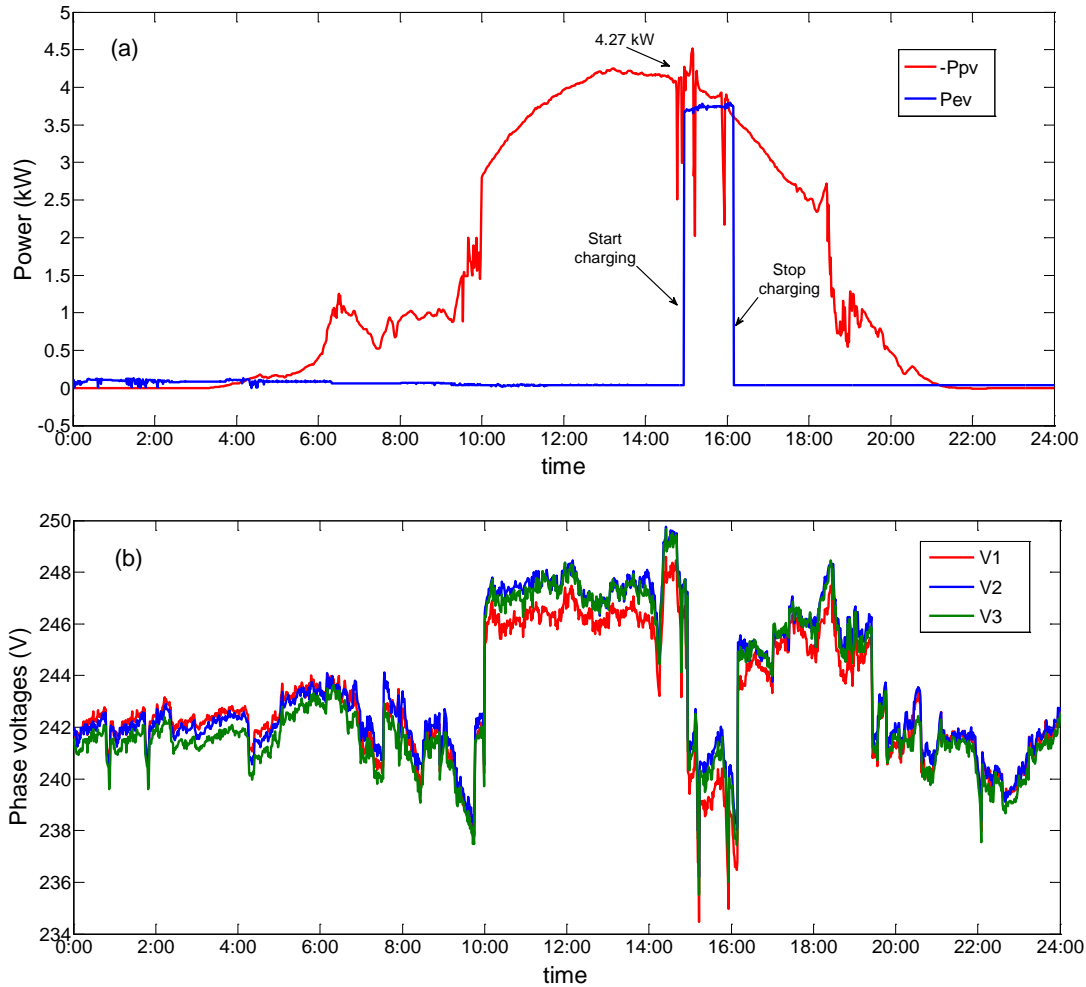 (a)
4.27 kW
-Ppv
Pev
Start
charging
Stop
charging
Power (kW)
5
4.5
4
3.5
3
2.5
2
1.5
1
0.5
0
-0.5
0:00 2:00 4:00 6:00 8:00 10:00 12:00 14:00 16:00 18:00 20:00 22:00 24:00
time
(b)
V1
V2
V3
Phase voltages (V)
250
248
246
244
242
240
238
236
234
0:00 2:00 4:00 6:00 8:00 10:00 12:00 14:00 16:00 18:00 20:00 22:00 24:00
time